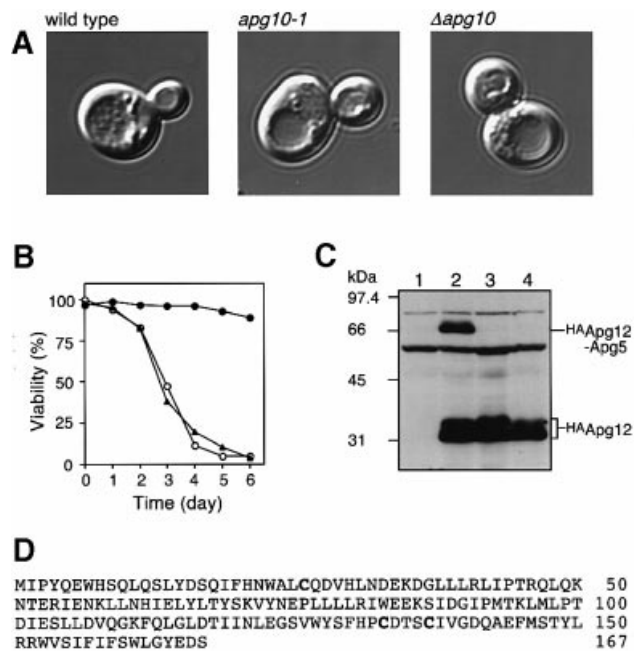 A
wild type
apg10-1
Δapg10
B
Viability (%)
100
75
50
25
0
0 1 2 3 4 5 6
Time (day)
C
kDa 1 2 3 4
97.4
66
45
31
HAApg12
-Apg5
HAApg12
D
MIPYQEWHSQLQSLYDSQIFHNWALCQDVHLNDEKDGLLLRLIPTRQLQK 50
NTERIENKLLNHIELYLTYSKVYNEPLLLLRIWEEKSIDGIPMTKLMLPT 100
DIESLLDVQGKFQLGLDTIINLEGSVWYSFHPCDTSCIVGDQAEFMSTYL 150
RRWVSIFIFSWLGYEDS 167